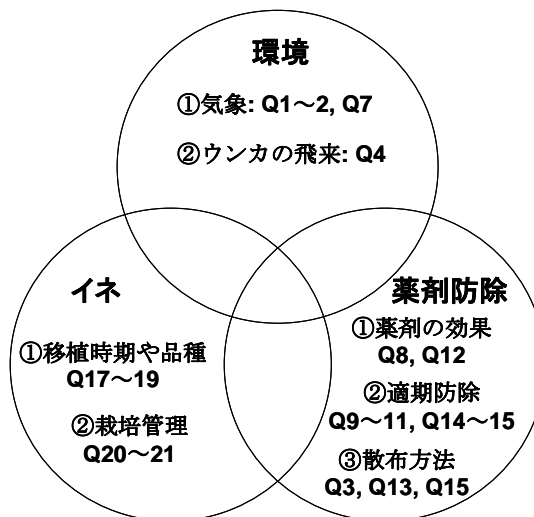 環境
①気象: Q1～2, Q7
②ウンカの飛来: Q4
イネ
①移植時期や品種
Q17～19
②栽培管理
Q20～21
薬剤防除
①薬剤の効果
Q8, Q12
②適期防除
Q9～11, Q14～15
③散布方法
Q3, Q13, Q15